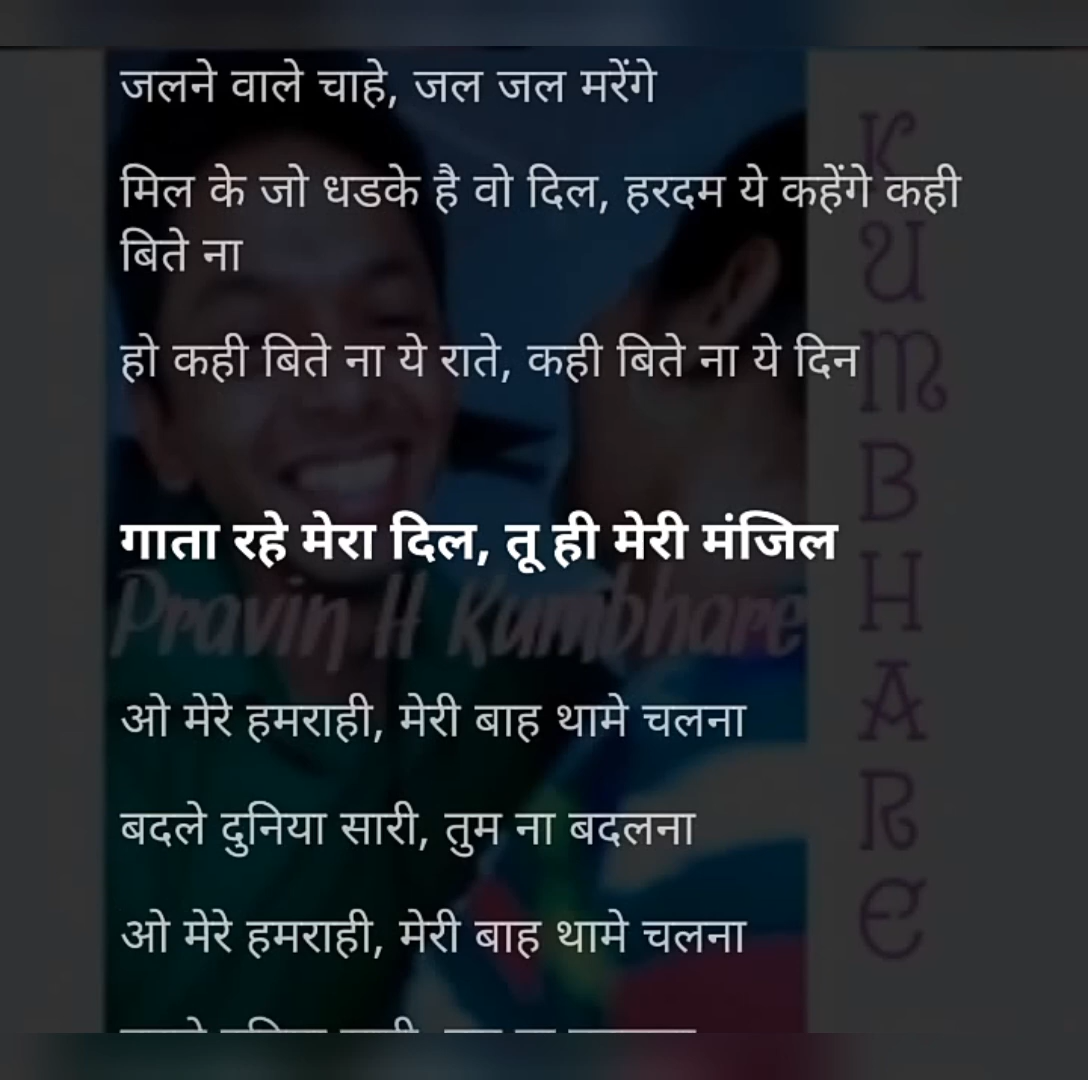 जलने वाले चाहे, जल जल मरेंगे
मिल के जो धडके है वो दिल, हरदम ये कहेंगे कही
बिते ना
हो कही बिते ना ये राते, कही बिते ना ये दिन
गाता रहे मेरा दिल, तू ही मेरी मंजिल
Pravin H Kumbhare
ओ मेरे हमराही, मेरी बाह थामे चलना
बदले दुनिया सारी, तुम ना बदलना
ओ मेरे हमराही, मेरी बाह थामे चलना
KUMBHARE